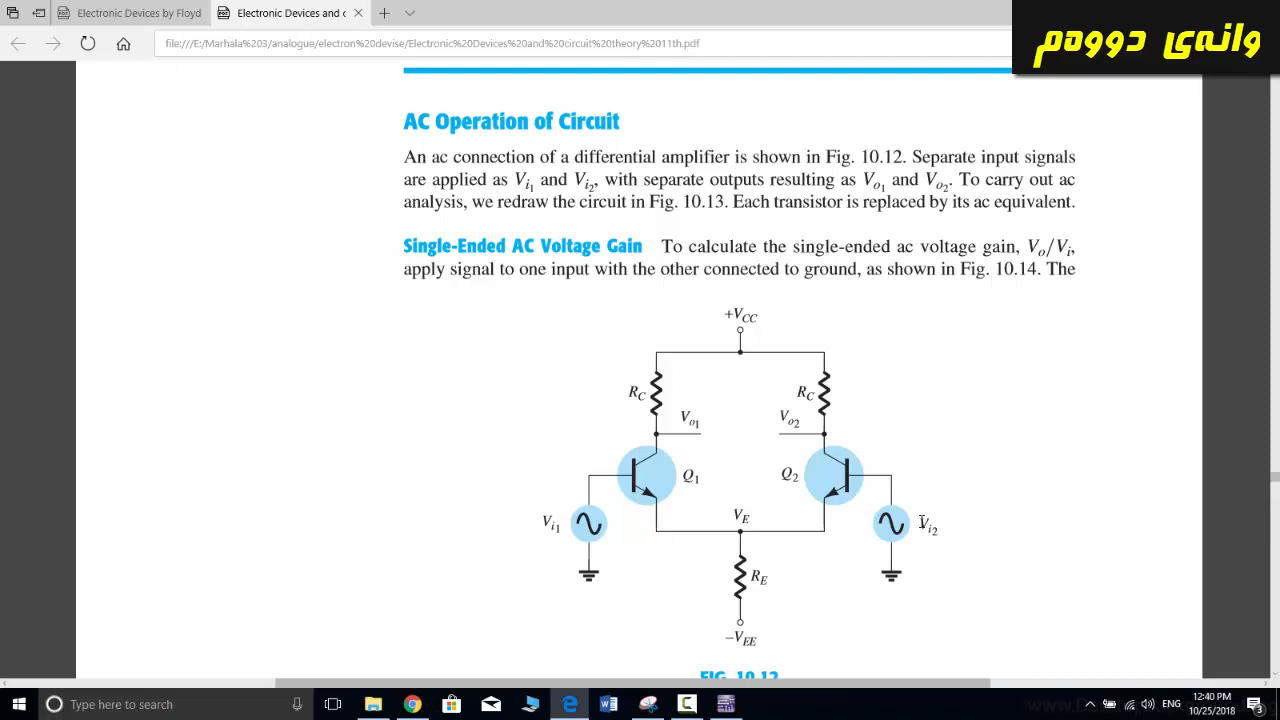 Electronic Devices by Floyd
Electronic Devices and c
وانەی دووەم
file:///E:/Marhala%203/analogue/electron%20devise/Electronic%20Devices%20and%20circuit%20theory%2011th.pdf
AC Operation of Circuit
An ac connection of a differential amplifier is shown in Fig. 10.12. Separate input signals
are applied as Vi1 and Vi2, with separate outputs resulting as Vo1 and Vo2. To carry out ac
analysis, we redraw the circuit in Fig. 10.13. Each transistor is replaced by its ac equivalent.
Single-Ended AC Voltage Gain To calculate the single-ended ac voltage gain, Vo/Vi,
apply signal to one input with the other connected to ground, as shown in Fig. 10.14. The
+VCC
RC
RC
Vo1
Vo2
Q1
Q2
VE
Vi1
Vi2
RE
–VEE
FIG. 10.12
Type here to search
ENG
12:40 PM
10/25/2018
3